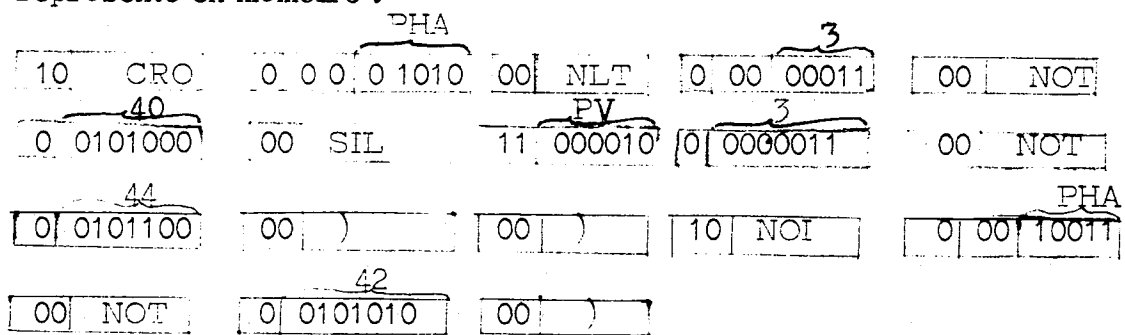 représenté en mémoire :
PHA 3
10 CRO 0 0 0 0 1010 00 NLT 0 00 00011 00 NOT
40 PV 3
0 0101000 00 SIL 11 000010 0 0000011 00 NOT
44 PHA
0 0101100 00 ) 00 ) 10 NOI 0 00 10011
42
00 NOT 0 0101010 00 )